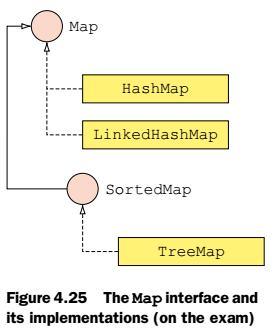 Map
HashMap
LinkedHashMap
SortedMap
TreeMap
Figure 4.25 The Map interface and
its implementations (on the exam)